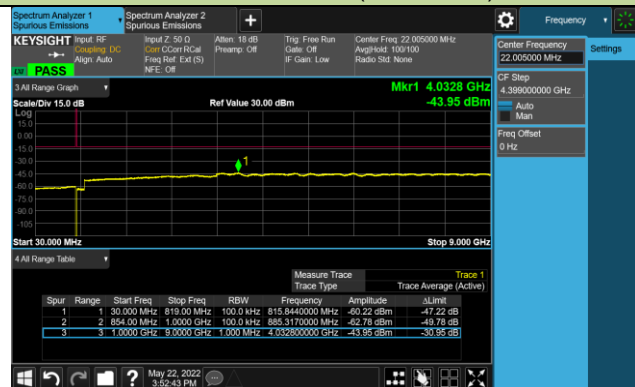 Spectrum Analyzer 1
Spurious Emissions
Spectrum Analyzer 2
Spurious Emissions
+
Frequency
KEYSIGHT
Input: RF
Coupling: DC
Align: Auto
Input Z: 50 Ω
Corr CCorr RCal
Freq Ref: Ext (S)
NFE: Off
Atten: 18 dB
Preamp: Off
Trig: Free Run
Gate: Off
IF Gain: Low
Center Freq: 22.005000 MHz
Avg|Hold: 100/100
Radio Std: None
PASS
Center Frequency
22.005000 MHz
Settings
CF Step
4.399000000 GHz
Auto
Man
Freq Offset
0 Hz
3 All Range Graph
Mkr1 4.0328 GHz
Scale/Div 15.0 dB
Ref Value 30.00 dBm
-43.95 dBm
Log
15.0
0.00
-15.0
-30.0
1
-45.0
-60.0
-75.0
-90.0
-105
Start 30.000 MHz
Stop 9.000 GHz
4 All Range Table
Measure Trace Trace 1
Trace Type Trace Average (Active)
Spur Range Start Freq Stop Freq RBW Frequency Amplitude ΔLimit
1 1 30.000 MHz 819.00 MHz 100.0 kHz 815.8440000 MHz -60.22 dBm -47.22 dB
2 2 854.00 MHz 1.0000 GHz 100.0 kHz 885.3170000 MHz -62.78 dBm -49.78 dB
3 3 1.0000 GHz 9.0000 GHz 1.000 MHz 4.032800000 GHz -43.95 dBm -30.95 dB
?
May 22, 2022
3:52:43 PM